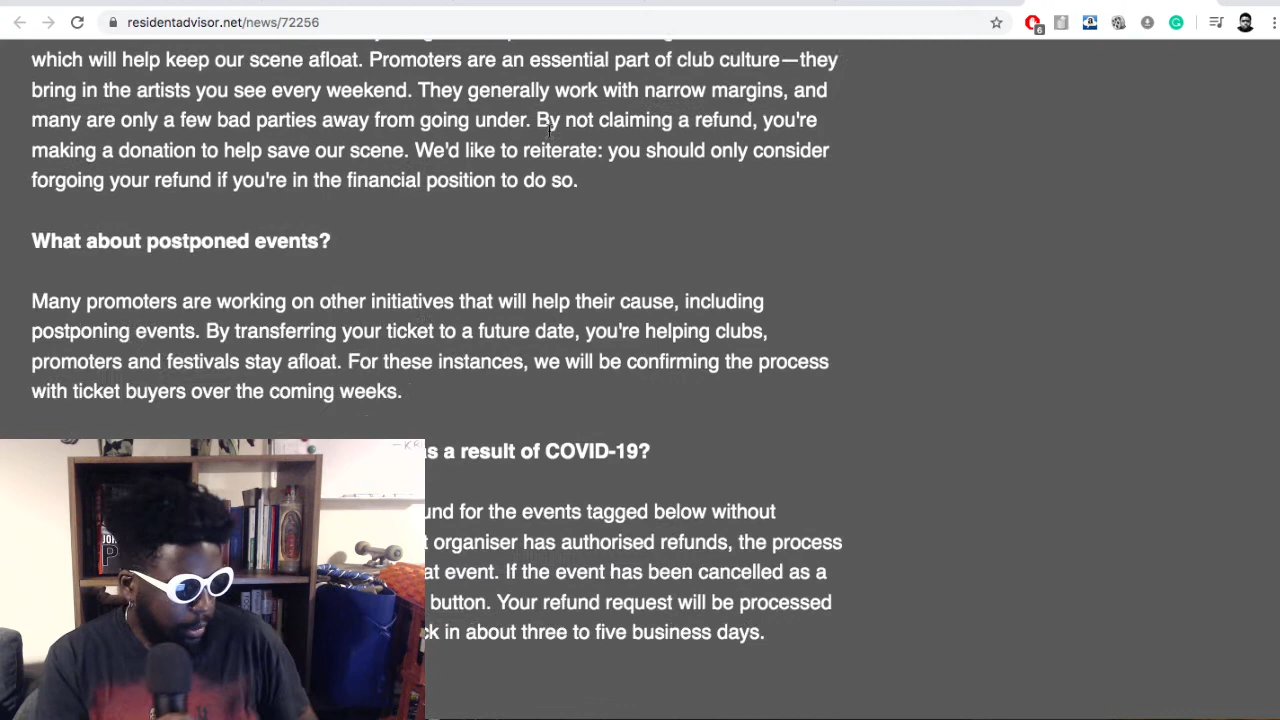 residentadvisor.net/news/72256
6
which will help keep our scene afloat. Promoters are an essential part of club culture—they
bring in the artists you see every weekend. They generally work with narrow margins, and
many are only a few bad parties away from going under. By not claiming a refund, you're
making a donation to help save our scene. We'd like to reiterate: you should only consider
forgoing your refund if you're in the financial position to do so.
What about postponed events?
Many promoters are working on other initiatives that will help their cause, including
postponing events. By transferring your ticket to a future date, you're helping clubs,
promoters and festivals stay afloat. For these instances, we will be confirming the process
with ticket buyers over the coming weeks.
as a result of COVID-19?
und for the events tagged below without
t organiser has authorised refunds, the process
at event. If the event has been cancelled as a
button. Your refund request will be processed
ck in about three to five business days.